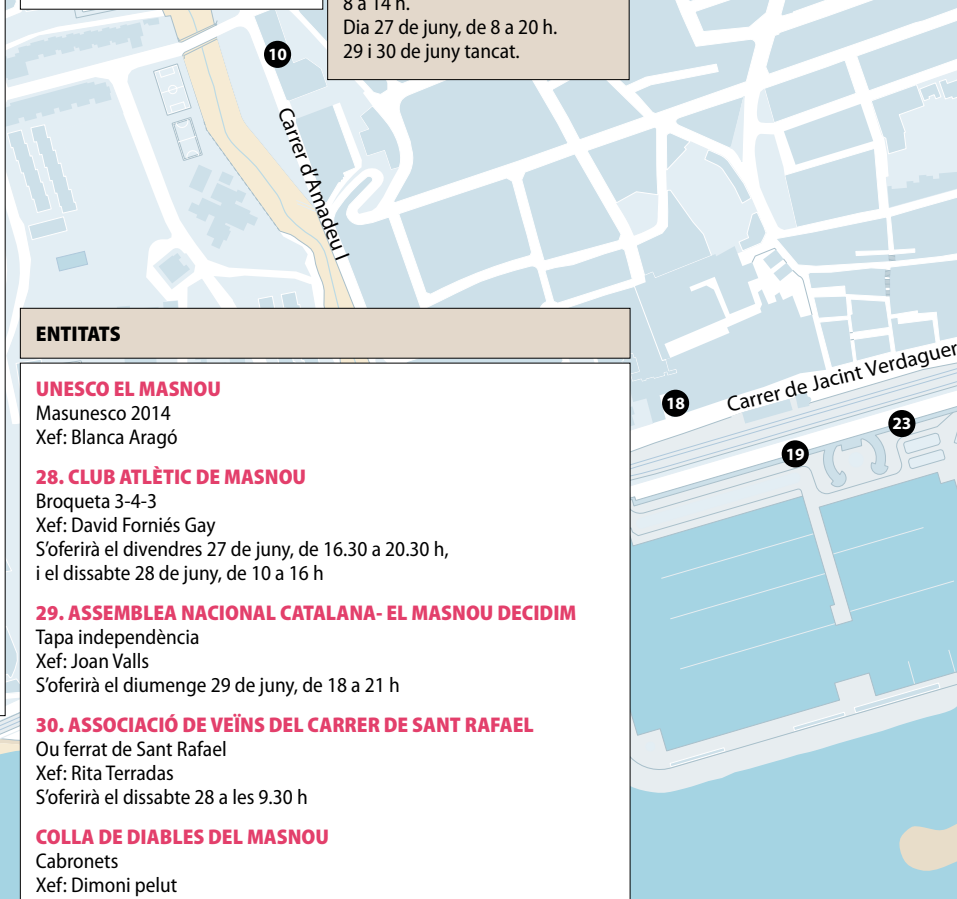 8 a 14 h.
Dia 27 de juny, de 8 a 20 h.
29 i 30 de juny tancat.
10
Carrer d'Amadeu I
ENTITATS
UNESCO EL MASNOU
Masunesco 2014
Xef: Blanca Aragó
28. CLUB ATLÈTIC DE MASNOU
Broqueta 3-4-3
Xef: David Forniés Gay
S'oferirà el divendres 27 de juny, de 16.30 a 20.30 h,
i el dissabte 28 de juny, de 10 a 16 h
29. ASSEMBLEA NACIONAL CATALANA- EL MASNOU DECIDIM
Tapa independència
Xef: Joan Valls
S'oferirà el diumenge 29 de juny, de 18 a 21 h
30. ASSOCIACIÓ DE VEÏNS DEL CARRER DE SANT RAFAEL
Ou ferrat de Sant Rafael
Xef: Rita Terradas
S'oferirà el dissabte 28 a les 9.30 h
COLLA DE DIABLES DEL MASNOU
Cabronets
Xef: Dimoni pelut
Carrer de Jacint Verdaguer
18
23
19